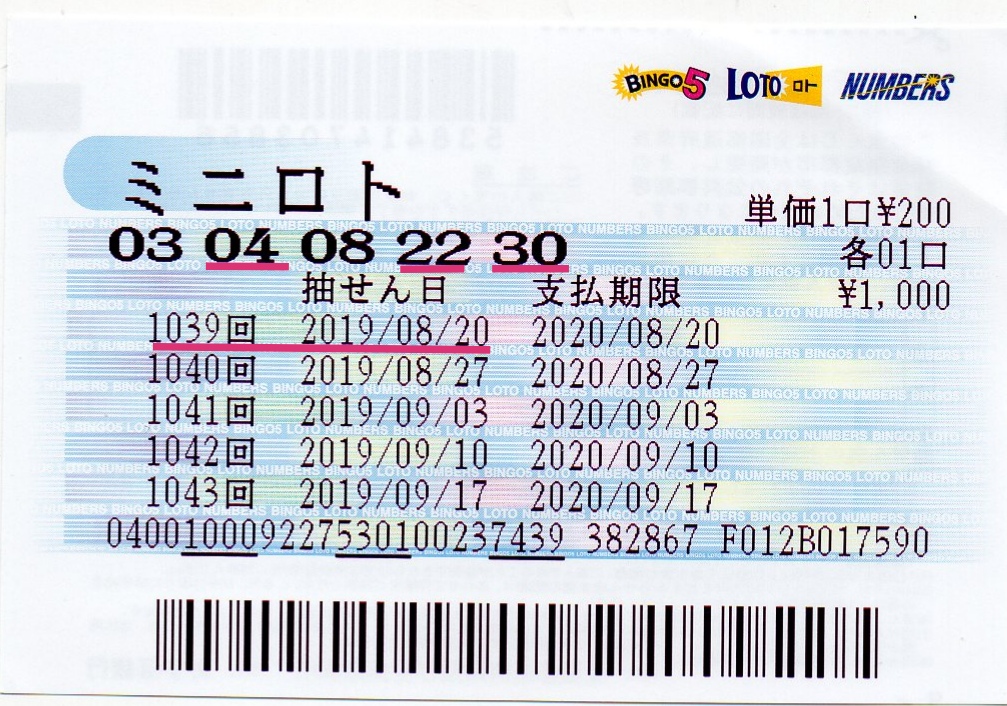 BINGO5 LOTO ロト NUMBERS
ミニロト
単価1口¥200
03 04 08 22 30
各01口
抽せん日 支払期限 ¥1,000
1039回 2019/08/20 2020/08/20
1040回 2019/08/27 2020/08/27
1041回 2019/09/03 2020/09/03
1042回 2019/09/10 2020/09/10
1043回 2019/09/17 2020/09/17
040010009227530100237439 382867 F012B017590